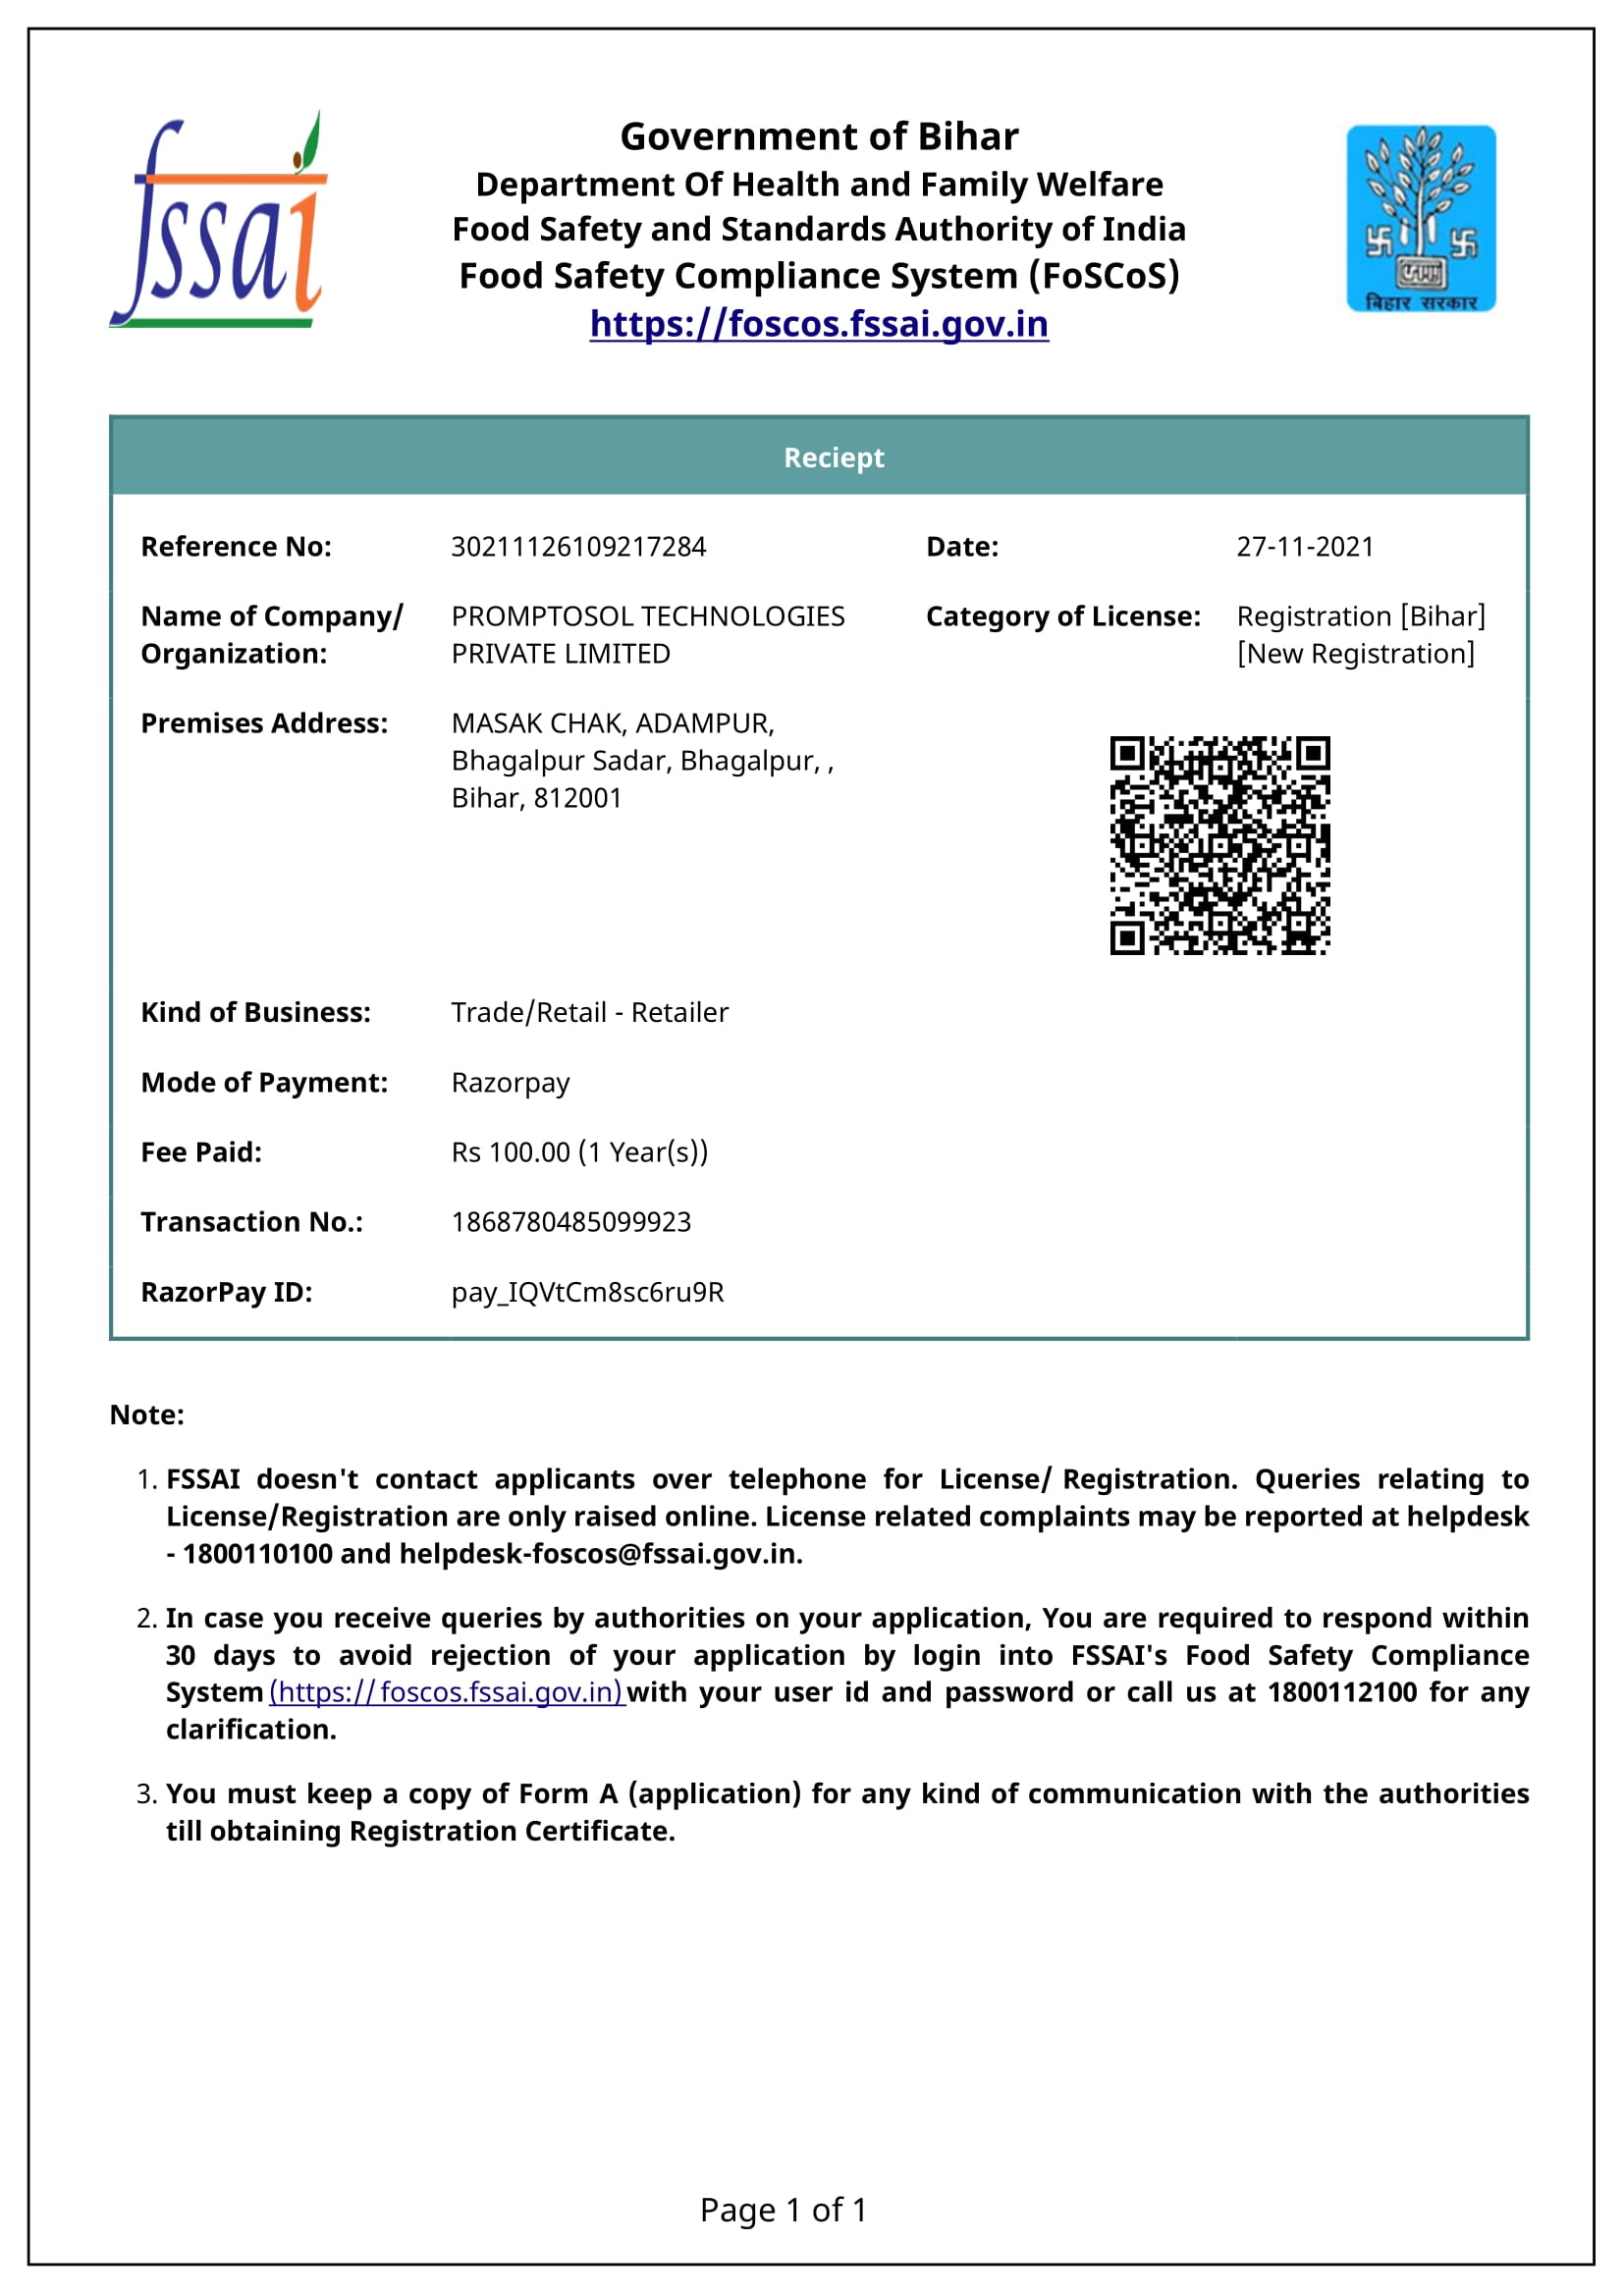 fssai
Government of Bihar
Department Of Health and Family Welfare
Food Safety and Standards Authority of India
Food Safety Compliance System (FoSCoS)
https://foscos.fssai.gov.in
बिहार सरकार
Reciept
Reference No: 30211126109217284 Date: 27-11-2021
Name of Company/ PROMPTOSOL TECHNOLOGIES Category of License: Registration [Bihar]
Organization: PRIVATE LIMITED [New Registration]
Premises Address: MASAK CHAK, ADAMPUR,
Bhagalpur Sadar, Bhagalpur, ,
Bihar, 812001
Kind of Business: Trade/Retail - Retailer
Mode of Payment: Razorpay
Fee Paid: Rs 100.00 (1 Year(s))
Transaction No.: 1868780485099923
RazorPay ID: pay_IQVtCm8sc6ru9R
Note:
1. FSSAI doesn't contact applicants over telephone for License/ Registration. Queries relating to
License/Registration are only raised online. License related complaints may be reported at helpdesk
- 1800110100 and helpdesk-foscos@fssai.gov.in.
2. In case you receive queries by authorities on your application, You are required to respond within
30 days to avoid rejection of your application by login into FSSAI's Food Safety Compliance
System (https://foscos.fssai.gov.in) with your user id and password or call us at 1800112100 for any
clarification.
3. You must keep a copy of Form A (application) for any kind of communication with the authorities
till obtaining Registration Certificate.
Page 1 of 1